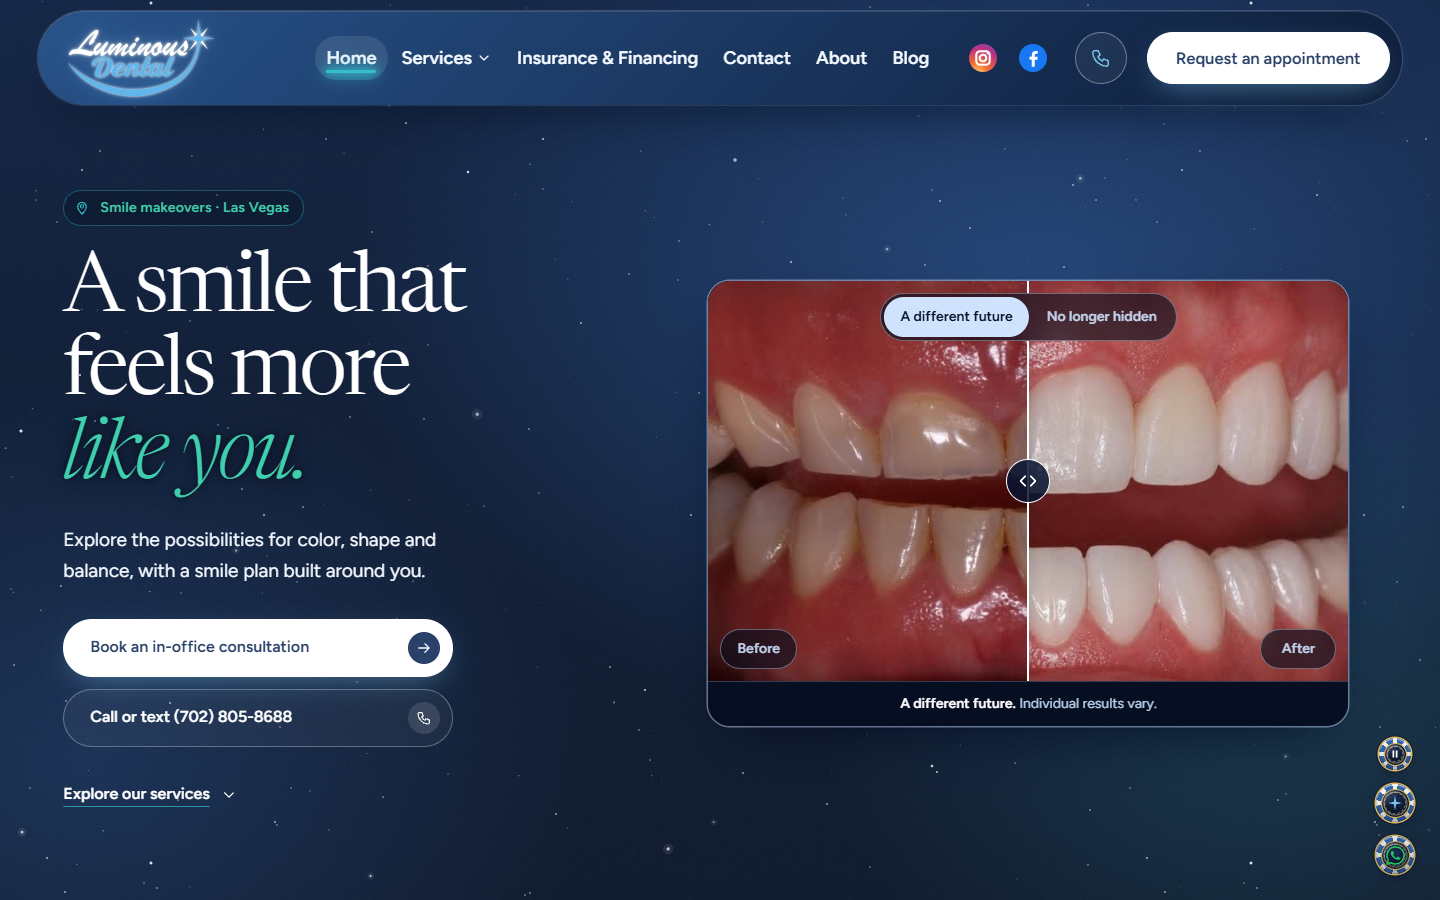 Luminous
Dental
Home
Services
Insurance & Financing
Contact
About
Blog
Request an appointment
Smile makeovers · Las Vegas
A smile that
feels more
like you.
Explore the possibilities for color, shape and
balance, with a smile plan built around you.
Book an in-office consultation
Call or text (702) 805-8688
Explore our services
A different future
No longer hidden
Before
After
A different future. Individual results vary.